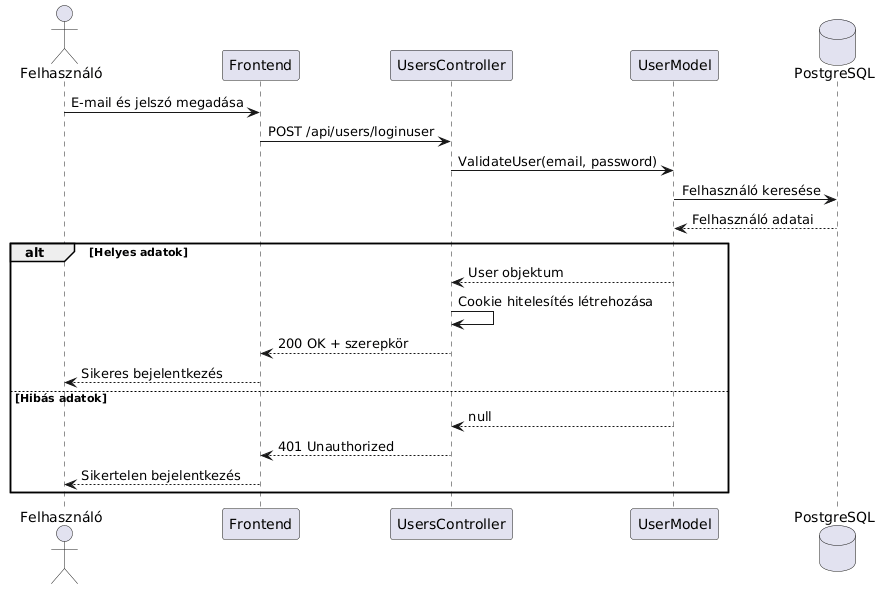 Felhasználó
Frontend
UsersController
UserModel
PostgreSQL
E-mail és jelszó megadása
POST /api/users/loginuser
ValidateUser(email, password)
Felhasználó keresése
Felhasználó adatai
alt
[Helyes adatok]
User objektum
Cookie hitelesítés létrehozása
200 OK + szerepkör
Sikeres bejelentkezés
[Hibás adatok]
null
401 Unauthorized
Sikertelen bejelentkezés
Felhasználó
Frontend
UsersController
UserModel
PostgreSQL